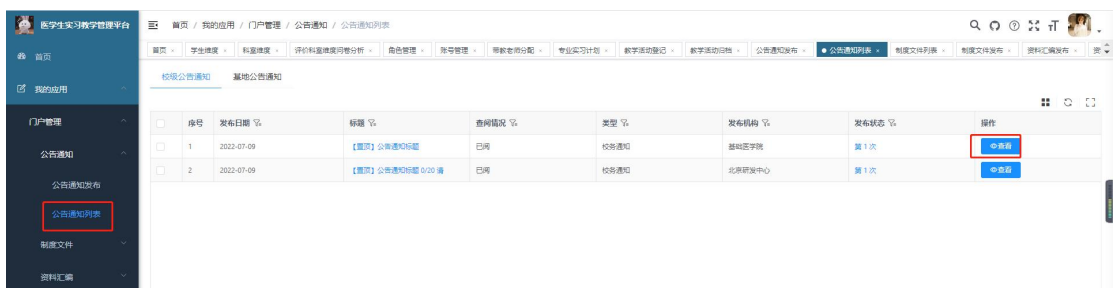 医学生实习教学管理平台
首页 / 我的应用 / 门户管理 / 公告通知 / 公告通知列表
首页
我的应用
门户管理
公告通知
公告通知发布
公告通知列表
制度文件
资料汇编
首页 × 学生维度 × 科室维度 × 评价科室维度问卷分析 × 角色管理 × 账号管理 × 带教老师分配 × 专业实习计划 × 教学活动登记 × 教学活动归档 × 公告通知发布 × 公告通知列表 × 制度文件列表 × 制度文件发布 × 资料汇编发布 × 资
校级公告通知 基地公告通知
序号 发布日期 标题 查阅情况 类型 发布机构 发布状态 操作
1 2022-07-09 【置顶】公告通知标题 已阅 校务通知 基础医学院 第1次 查看
2 2022-07-09 【置顶】公告通知标题 0/20 请 已阅 校务通知 北京研发中心 第1次 查看